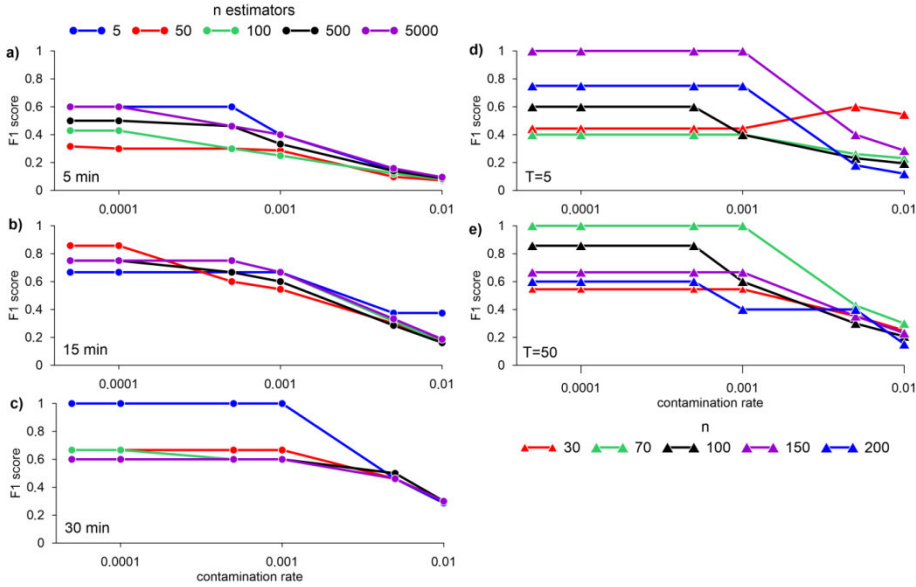 n estimators
5 50 100 500 5000
a)
1
0.8
0.6
0.4
0.2
0
F1 score
5 min
0.0001 0.001 0.01
b)
1
0.8
0.6
0.4
0.2
0
F1 score
15 min
0.0001 0.001 0.01
c)
1
0.8
0.6
0.4
0.2
0
F1 score
30 min
0.0001 0.001 0.01
contamination rate
d)
1
0.8
0.6
0.4
0.2
0
F1 score
T=5
0.0001 0.001 0.01
e)
1
0.8
0.6
0.4
0.2
0
F1 score
T=50
0.0001 0.001 0.01
contamination rate
n
30 70 100 150 200